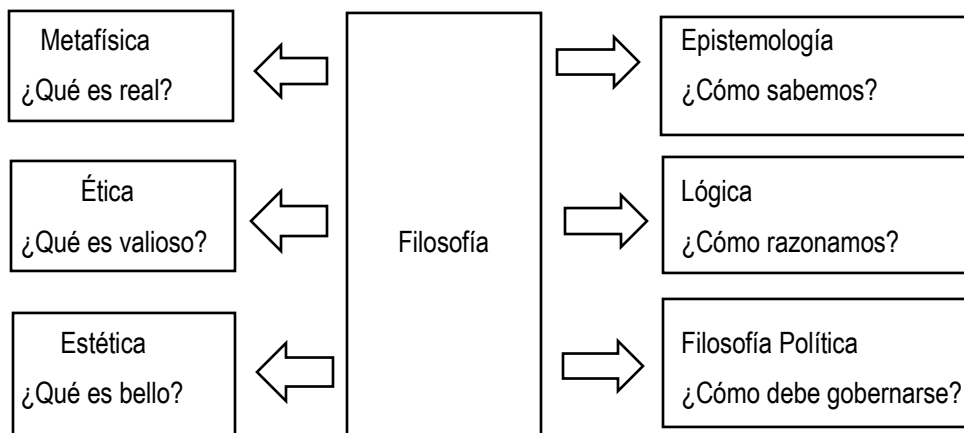 Metafísica
¿Qué es real?
Ética
¿Qué es valioso?
Estética
¿Qué es bello?
Filosofía
Epistemología
¿Cómo sabemos?
Lógica
¿Cómo razonamos?
Filosofía Política
¿Cómo debe gobernarse?